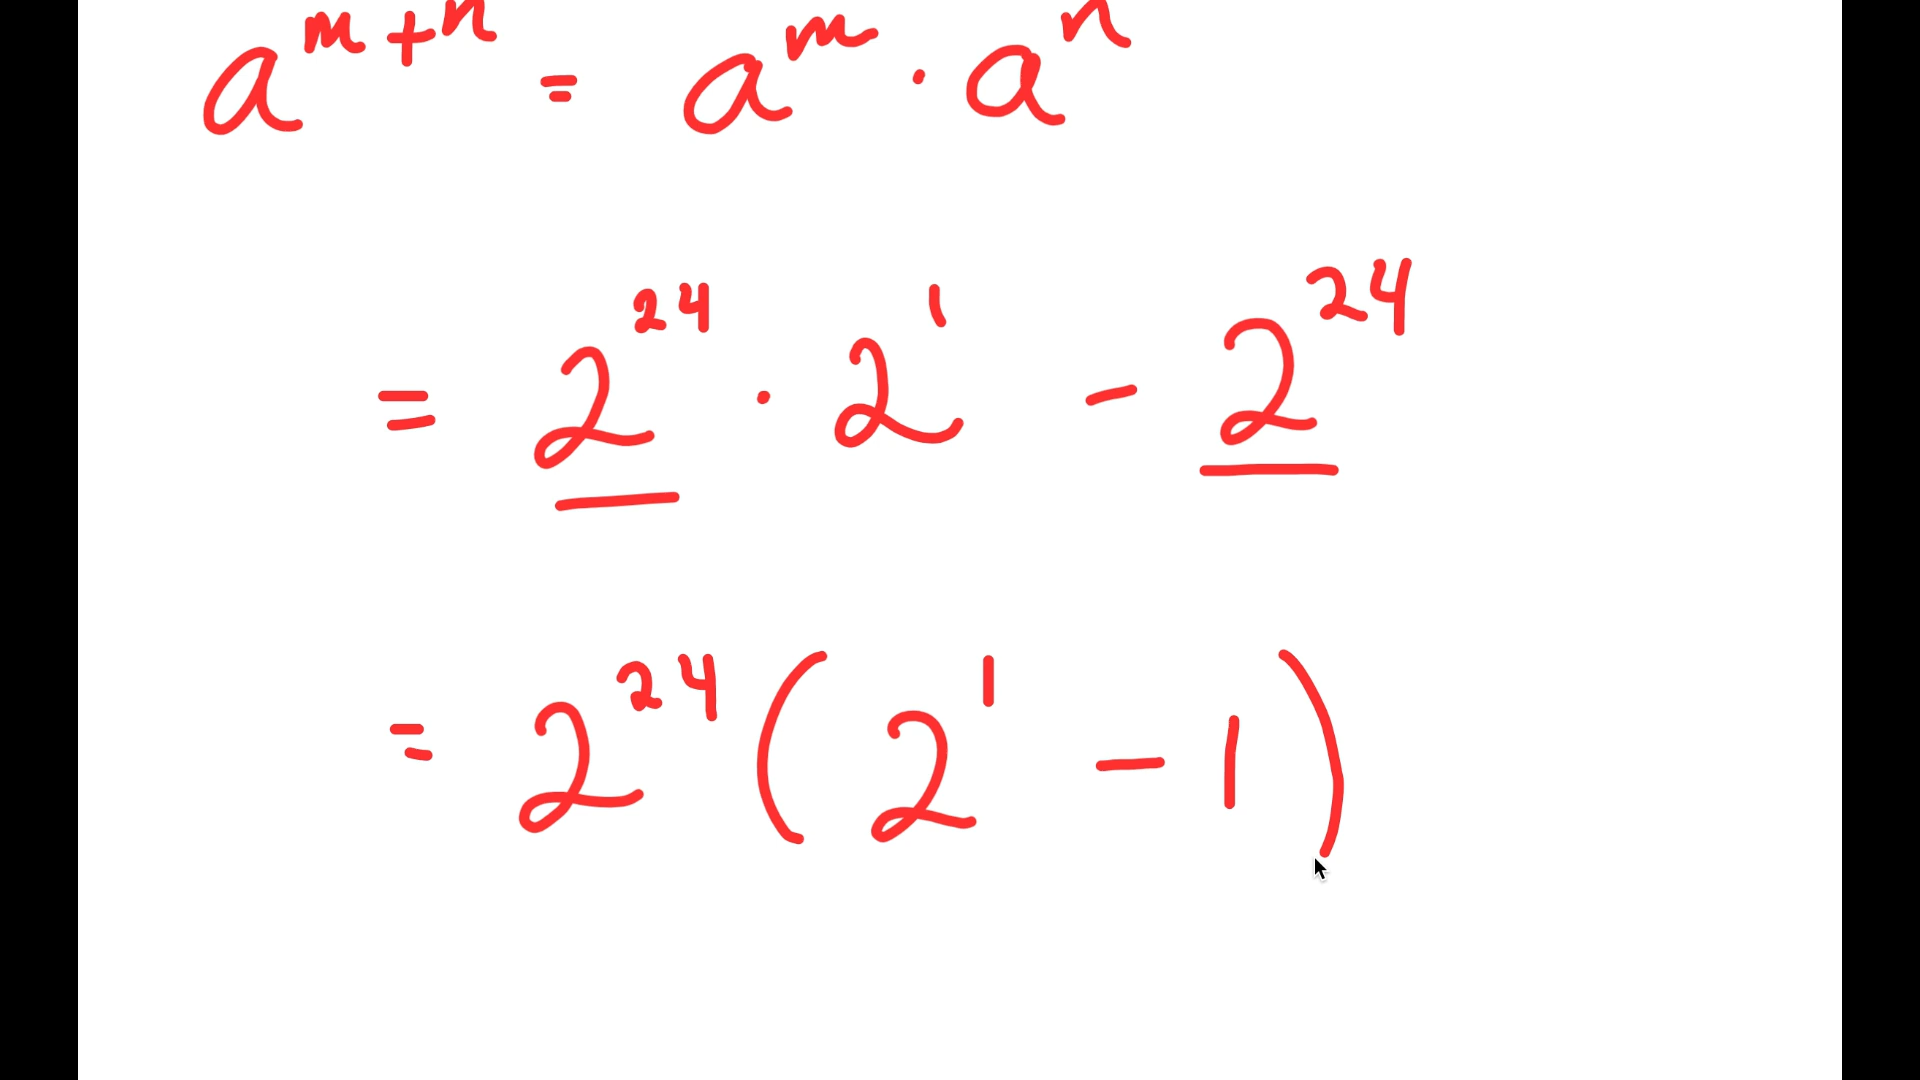 a^{m+n} = a^m · a^n
= 2^{24} · 2^1 - 2^{24}
= 2^{24} ( 2^1 - 1 )